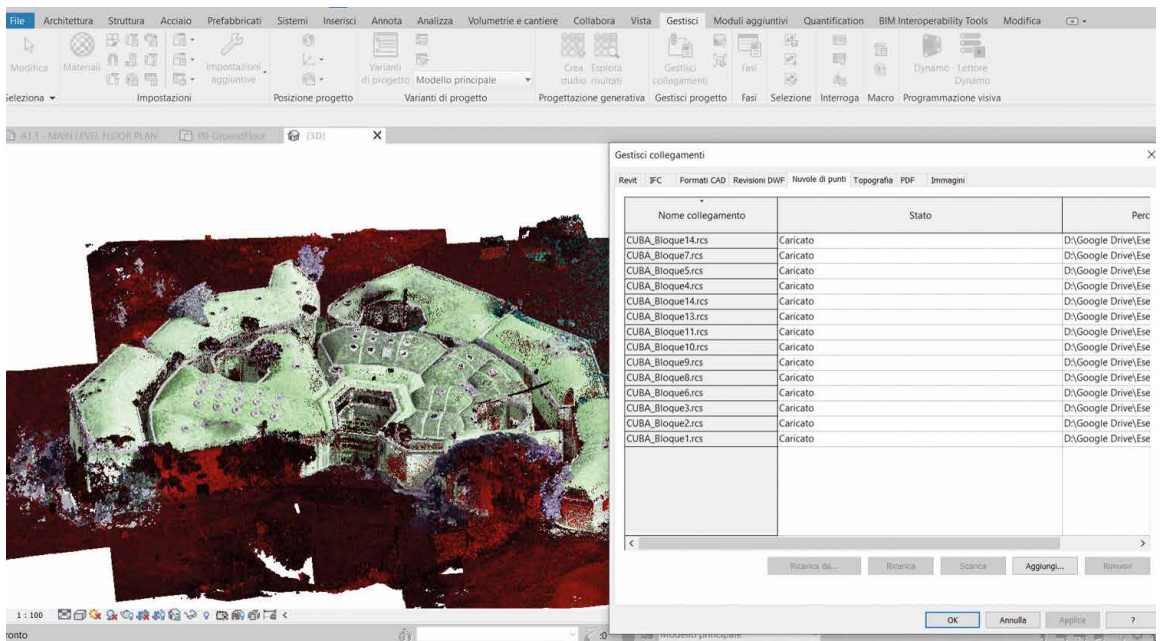 File Architettura Struttura Acciaio Prefabbricati Sistemi Inserisci Annota Analizza Volumetrie e cantiere Collabora Vista Gestisci Moduli aggiuntivi Quantification BIM Interoperability Tools Modifica
Modifica Materiali Impostazioni aggiuntive Varianti di progetto Modello principale Crea studio Esplora risultati Gestisci collegamenti Fasi Dynamo Lettore Dynamo
Seleziona Impostazioni Posizione progetto Varianti di progetto Progettazione generativa Gestisci progetto Fasi Selezione Interroga Macro Programmazione visiva
A1.1 - MAIN LEVEL FLOOR PLAN P0-Groundfloor {3D}
Gestisci collegamenti
Revit IFC Formati CAD Revisioni DWF Nuvole di punti Topografia PDF Immagini
Nome collegamento Stato Perc
CUBA_Bloque14.rcs Caricato D:\Google Drive\Ese
CUBA_Bloque7.rcs Caricato D:\Google Drive\Ese
CUBA_Bloque5.rcs Caricato D:\Google Drive\Ese
CUBA_Bloque4.rcs Caricato D:\Google Drive\Ese
CUBA_Bloque14.rcs Caricato D:\Google Drive\Ese
CUBA_Bloque13.rcs Caricato D:\Google Drive\Ese
CUBA_Bloque11.rcs Caricato D:\Google Drive\Ese
CUBA_Bloque10.rcs Caricato D:\Google Drive\Ese
CUBA_Bloque9.rcs Caricato D:\Google Drive\Ese
CUBA_Bloque8.rcs Caricato D:\Google Drive\Ese
CUBA_Bloque6.rcs Caricato D:\Google Drive\Ese
CUBA_Bloque3.rcs Caricato D:\Google Drive\Ese
CUBA_Bloque2.rcs Caricato D:\Google Drive\Ese
CUBA_Bloque1.rcs Caricato D:\Google Drive\Ese
Ricarica da... Ricarica Scarica Aggiungi... Rimuovi
1 : 100 OK Annulla Applica ?
ronto :0 Modello principale